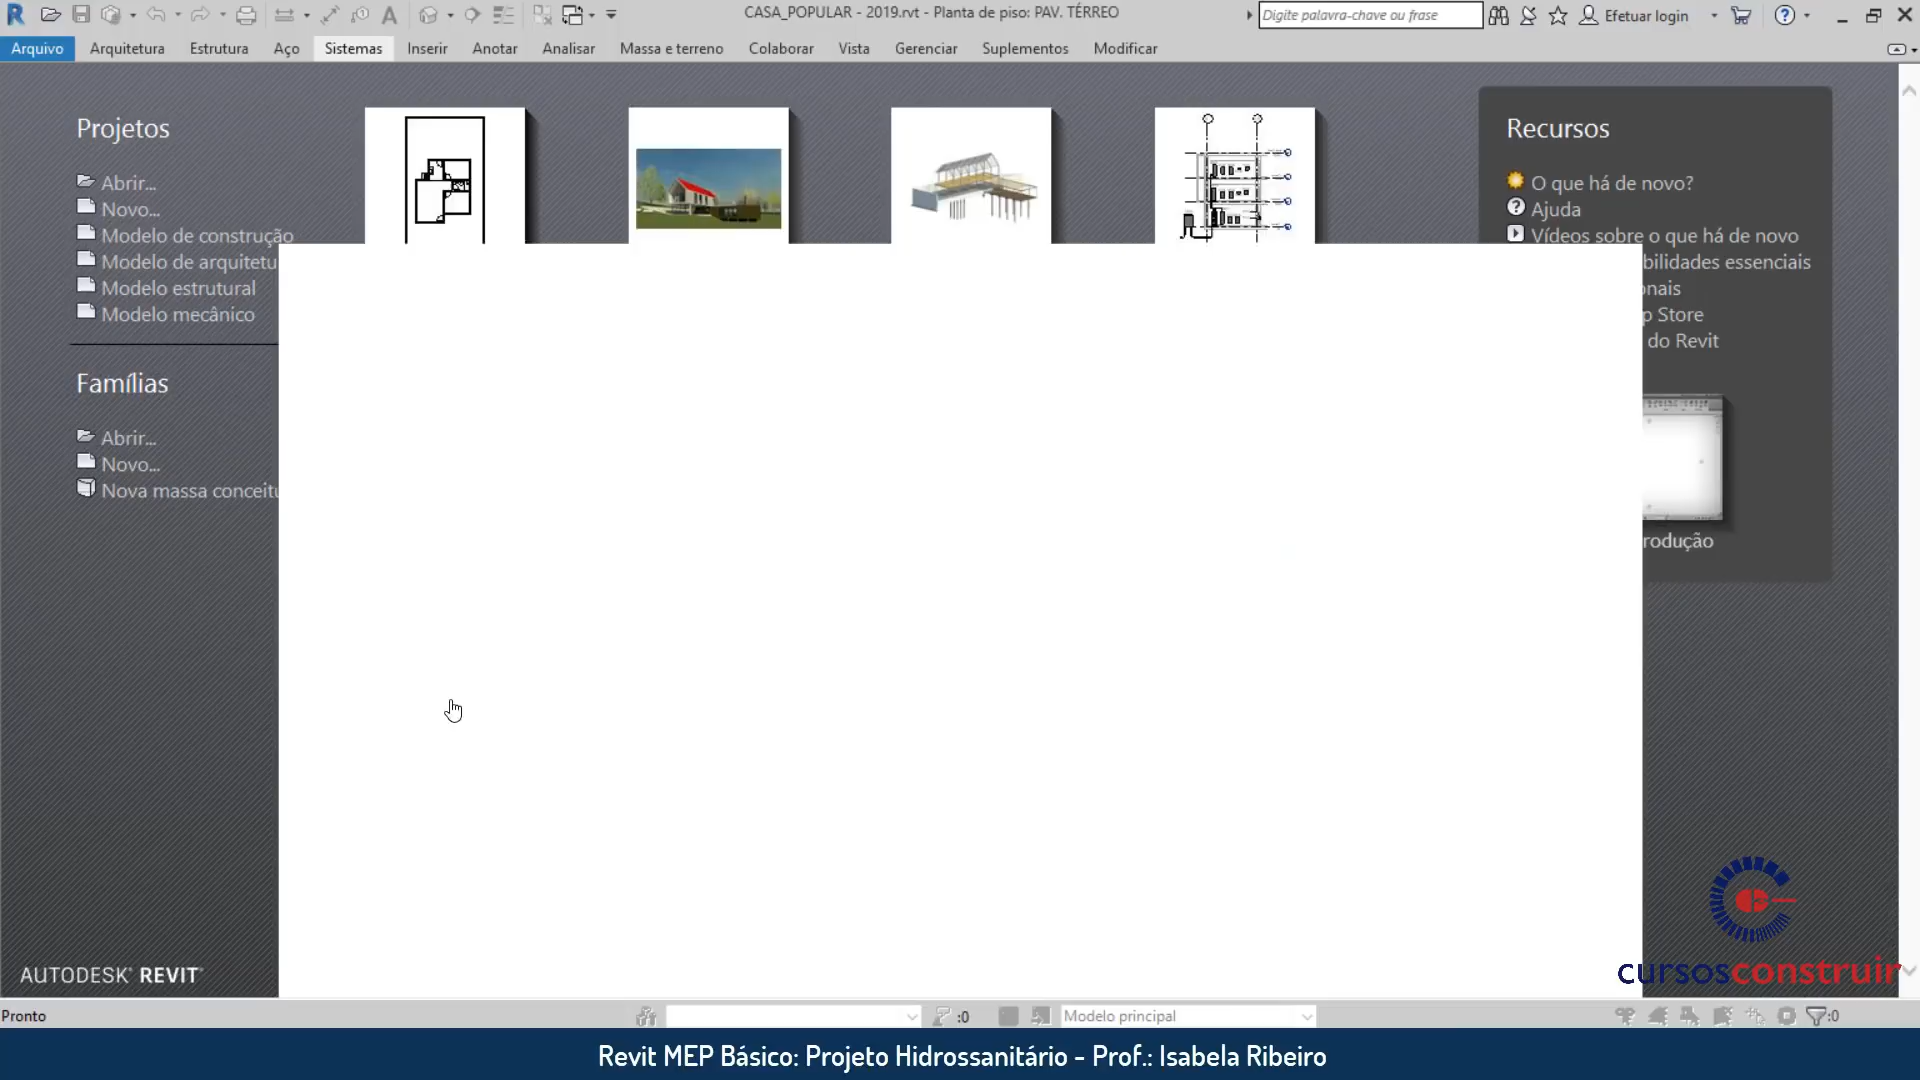 CASA_POPULAR - 2019.rvt - Planta de piso: PAV. TÉRREO
Digite palavra-chave ou frase
Efetuar login
Arquivo
Arquitetura
Estrutura
Aço
Sistemas
Inserir
Anotar
Analisar
Massa e terreno
Colaborar
Vista
Gerenciar
Suplementos
Modificar
Projetos
Abrir...
Novo...
Modelo de construção
Modelo de arquitetu
Modelo estrutural
Modelo mecânico
Famílias
Abrir...
Novo...
Nova massa conceitu
Recursos
O que há de novo?
Ajuda
Vídeos sobre o que há de novo
bilidades essenciais
onais
p Store
do Revit
rodução
AUTODESK® REVIT®
cursosconstruir
Pronto
:0
Modelo principal
:0
Revit MEP Básico: Projeto Hidrossanitário - Prof.: Isabela Ribeiro